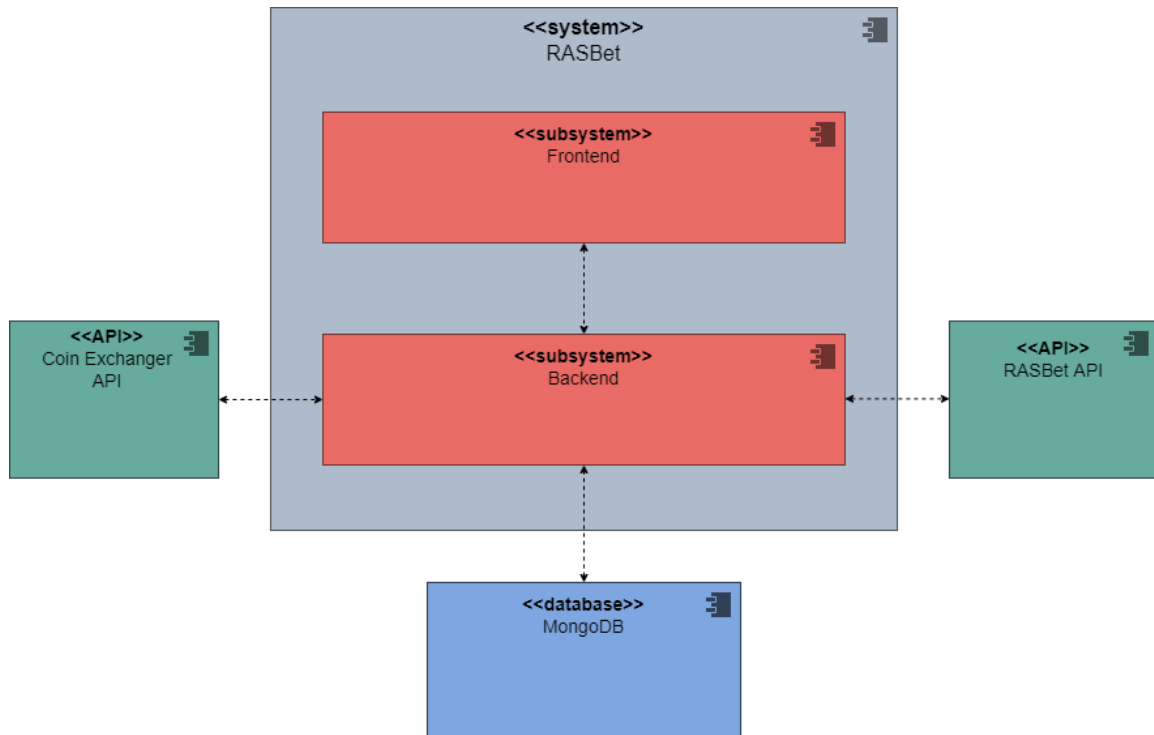 <<system>>
RASBet
<<subsystem>>
Frontend
<<API>>
Coin Exchanger
API
<<subsystem>>
Backend
<<API>>
RASBet API
<<database>>
MongoDB